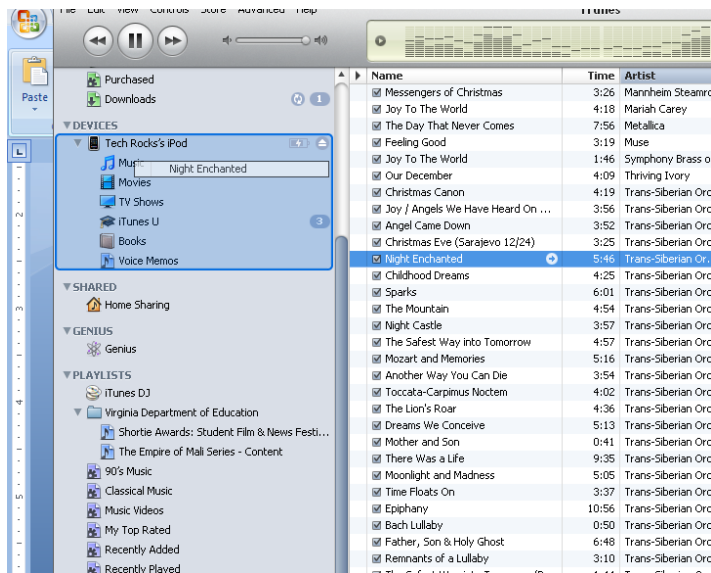 File Edit View Controls Store Advanced Help
iTunes
Paste
Purchased
Downloads 1
DEVICES
Tech Rocks's iPod
Music
Night Enchanted
Movies
TV Shows
iTunes U 3
Books
Voice Memos
SHARED
Home Sharing
GENIUS
Genius
PLAYLISTS
iTunes DJ
Virginia Department of Education
Shortie Awards: Student Film & News Festi...
The Empire of Mali Series - Content
90's Music
Classical Music
Music Videos
My Top Rated
Recently Added
Recently Played
L
2
3
4
5
Name Time Artist
Messengers of Christmas 3:26 Mannheim Steamro
Joy To The World 4:18 Mariah Carey
The Day That Never Comes 7:56 Metallica
Feeling Good 3:19 Muse
Joy To The World 1:46 Symphony Brass o
Our December 4:09 Thriving Ivory
Christmas Canon 4:19 Trans-Siberian Orc
Joy / Angels We Have Heard On ... 3:56 Trans-Siberian Orc
Angel Came Down 3:52 Trans-Siberian Orc
Christmas Eve (Sarajevo 12/24) 3:25 Trans-Siberian Orc
Night Enchanted 5:46 Trans-Siberian Or...
Childhood Dreams 4:25 Trans-Siberian Orc
Sparks 6:01 Trans-Siberian Orc
The Mountain 4:54 Trans-Siberian Orc
Night Castle 3:57 Trans-Siberian Orc
The Safest Way into Tomorrow 4:57 Trans-Siberian Orc
Mozart and Memories 5:16 Trans-Siberian Orc
Another Way You Can Die 3:54 Trans-Siberian Orc
Toccata-Carpimus Noctem 4:02 Trans-Siberian Orc
The Lion's Roar 4:36 Trans-Siberian Orc
Dreams We Conceive 5:13 Trans-Siberian Orc
Mother and Son 0:41 Trans-Siberian Orc
There Was a Life 9:35 Trans-Siberian Orc
Moonlight and Madness 5:05 Trans-Siberian Orc
Time Floats On 3:37 Trans-Siberian Orc
Epiphany 10:56 Trans-Siberian Orc
Bach Lullaby 0:50 Trans-Siberian Orc
Father, Son & Holy Ghost 6:48 Trans-Siberian Orc
Remnants of a Lullaby 3:10 Trans-Siberian Orc